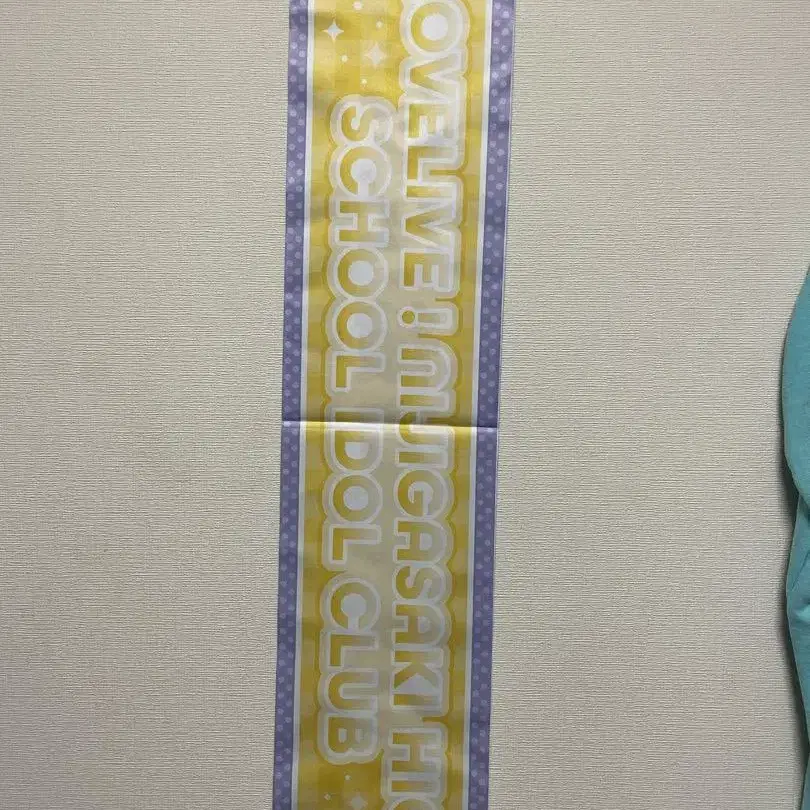 OVELIVE! NIJIGASAKI HIG
SCHOOL IDOL CLUB